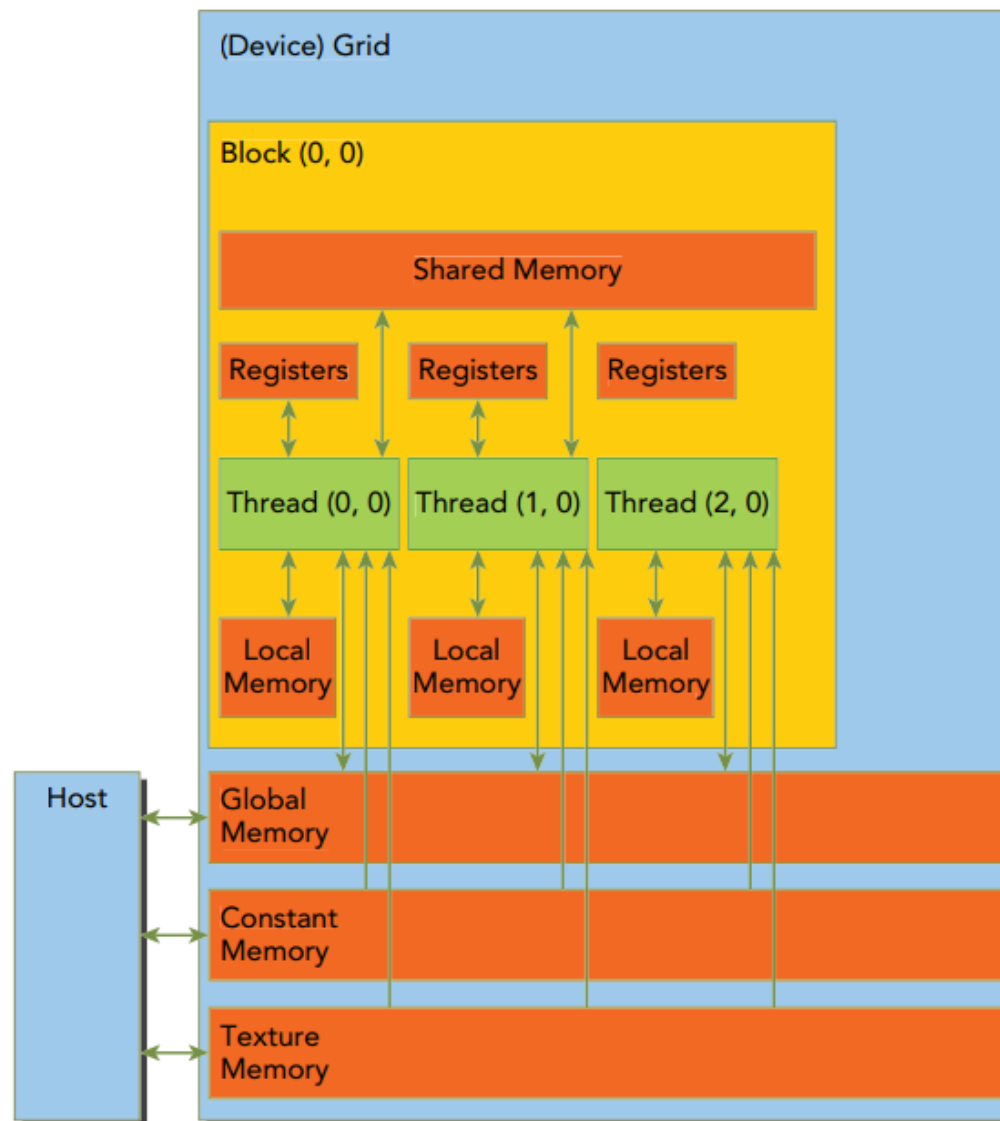 (Device) Grid
Block (0, 0)
Shared Memory
Registers
Registers
Registers
Thread (0, 0)
Thread (1, 0)
Thread (2, 0)
Local
Memory
Local
Memory
Local
Memory
Host
Global
Memory
Constant
Memory
Texture
Memory